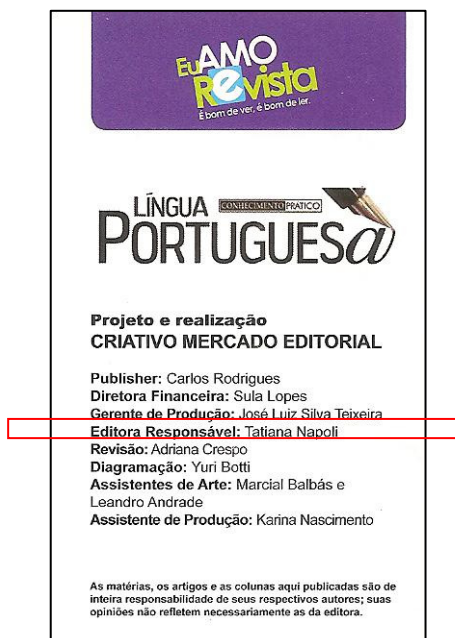 Eu AMO
Revista
É bom de ver, é bom de ler.
LÍNGUA CONHECIMENTO PRÁTICO
PORTUGUESa
Projeto e realização
CRIATIVO MERCADO EDITORIAL
Publisher: Carlos Rodrigues
Diretora Financeira: Sula Lopes
Gerente de Produção: José Luiz Silva Teixeira
Editora Responsável: Tatiana Napoli
Revisão: Adriana Crespo
Diagramação: Yuri Botti
Assistentes de Arte: Marcial Balbás e
Leandro Andrade
Assistente de Produção: Karina Nascimento
As matérias, os artigos e as colunas aqui publicadas são de
inteira responsabilidade de seus respectivos autores; suas
opiniões não refletem necessariamente as da editora.